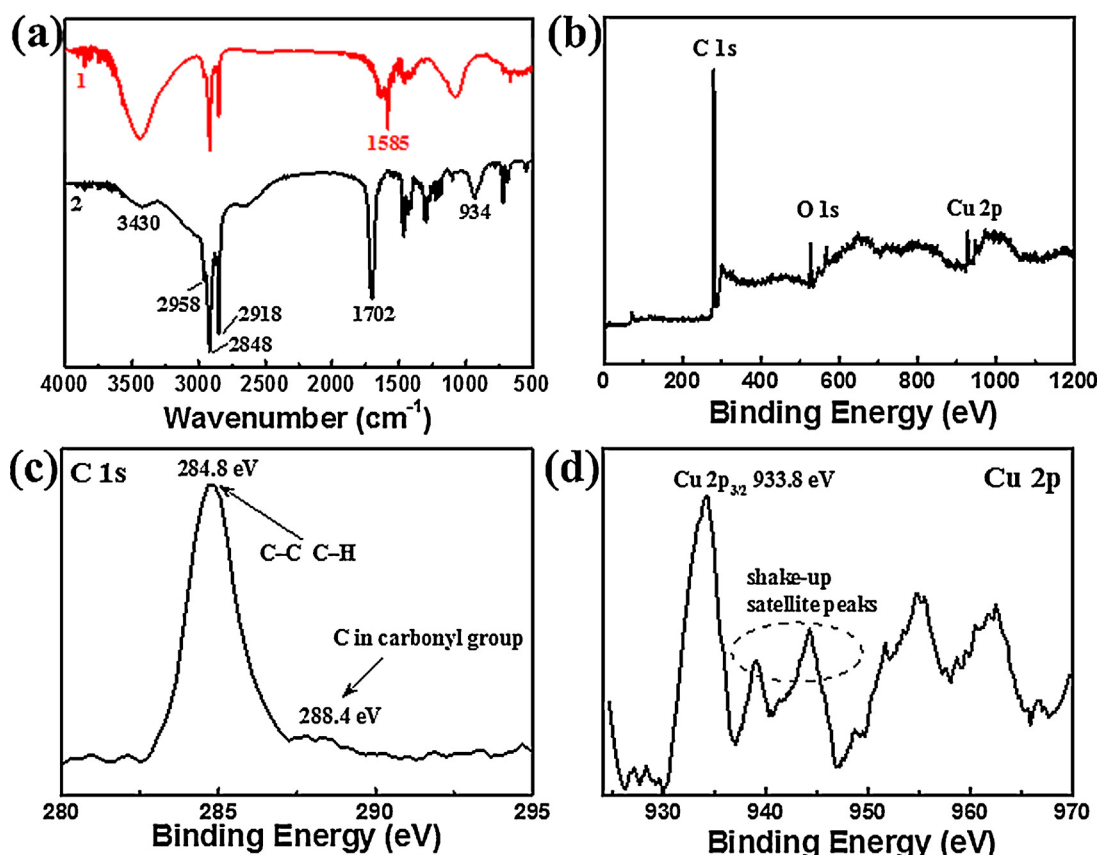 (a)
1
1585
2
3430
934
2958
2918
1702
2848
4000 3500 3000 2500 2000 1500 1000 500
Wavenumber (cm⁻¹)
(b)
C 1s
O 1s
Cu 2p
0 200 400 600 800 1000 1200
Binding Energy (eV)
(c)
C 1s
284.8 eV
C–C C–H
C in carbonyl group
288.4 eV
280 285 290 295
Binding Energy (eV)
(d)
Cu 2p₃/₂ 933.8 eV
Cu 2p
shake-up
satellite peaks
930 940 950 960 970
Binding Energy (eV)